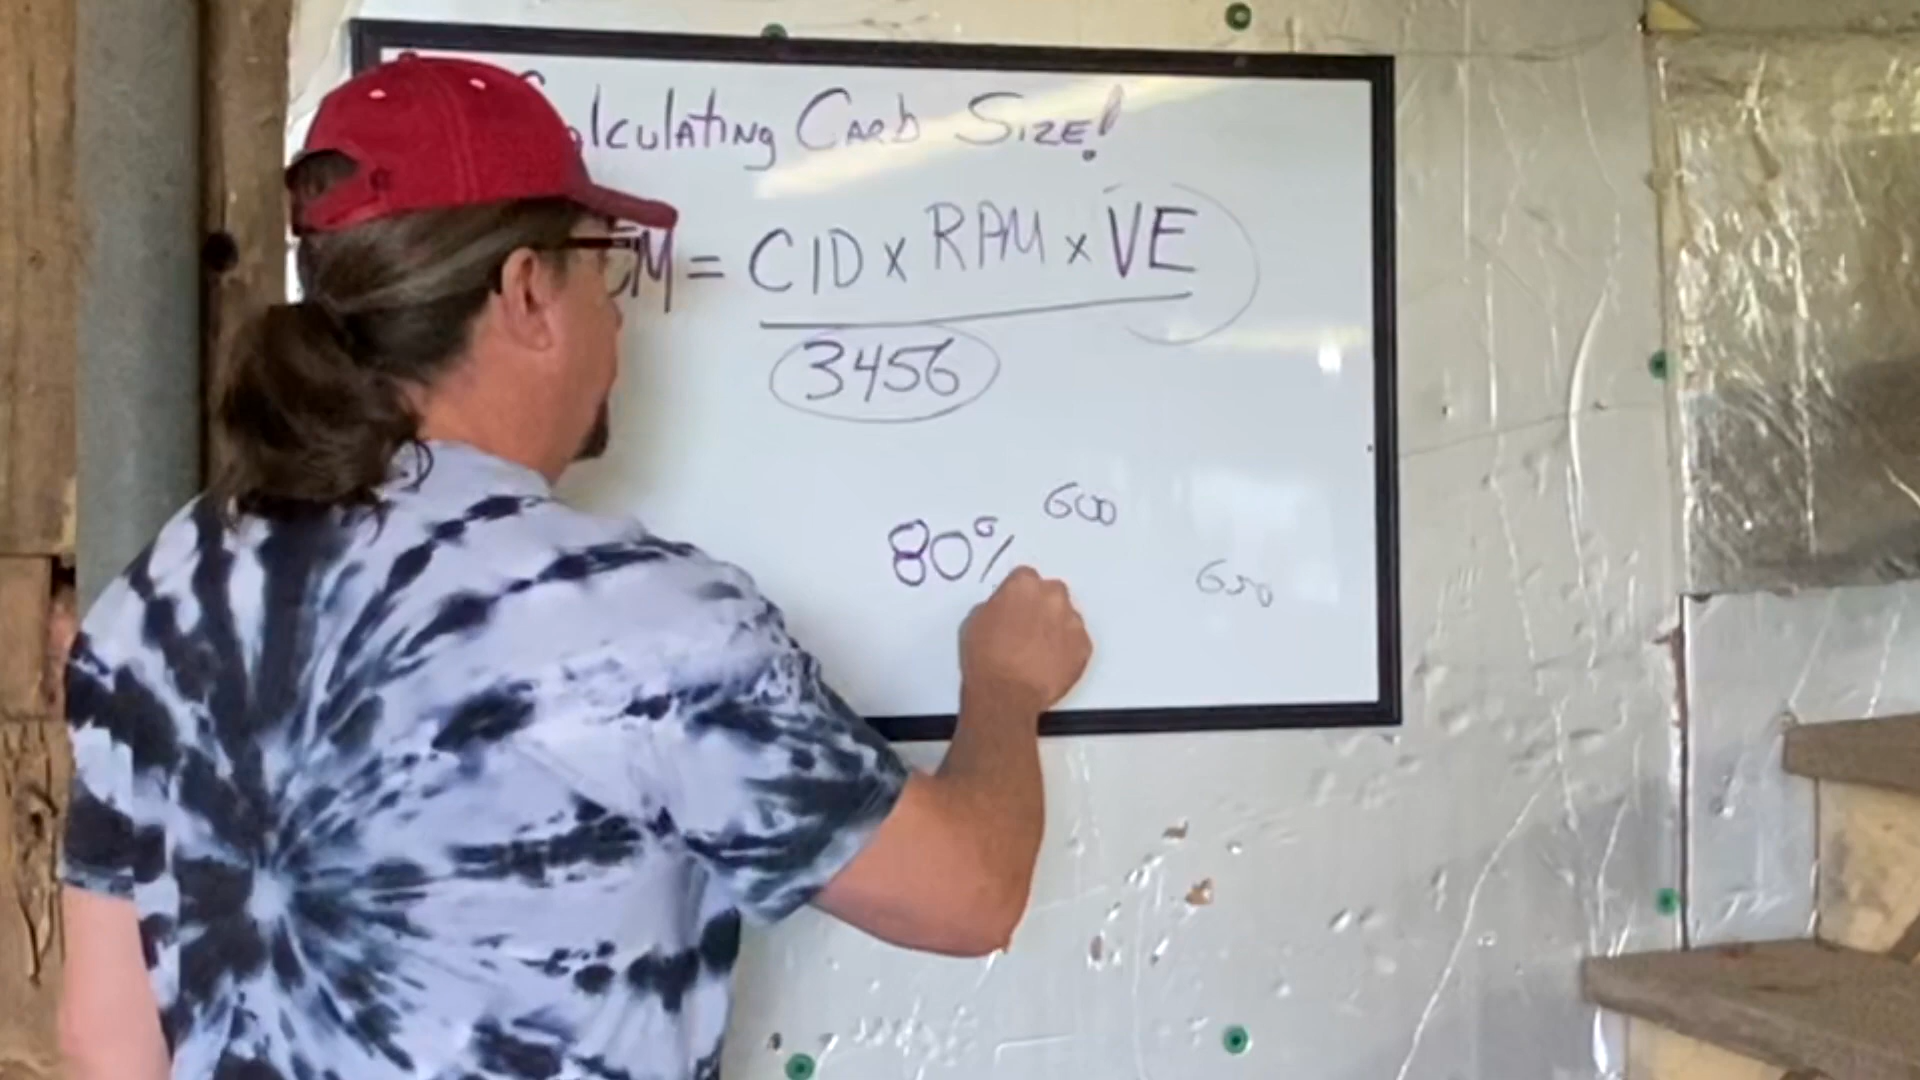 alculating Carb Size!
M = CID x RPM x VE
3456
600
80%
650